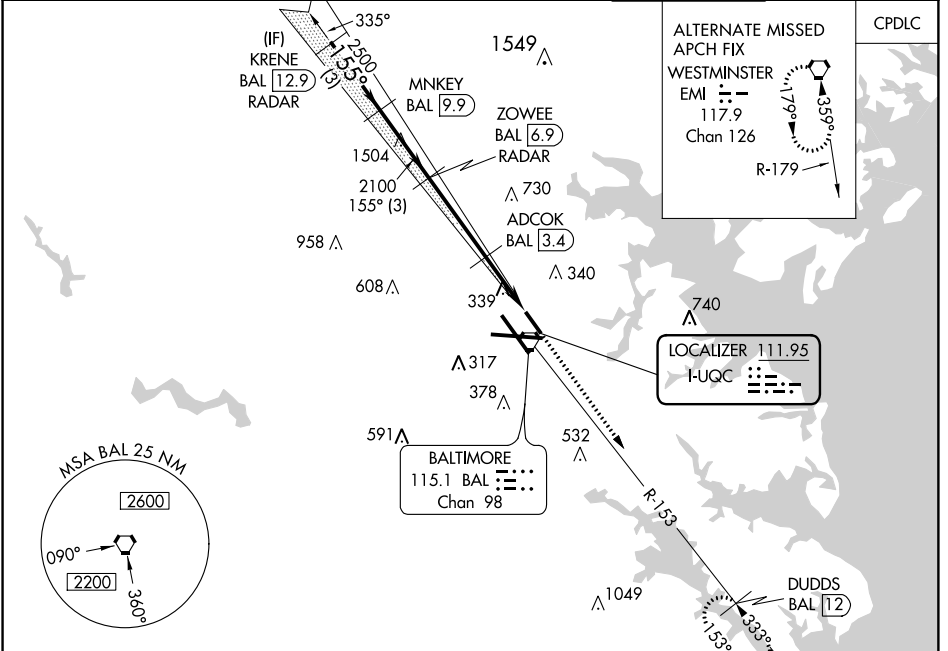 335°
2500
155°
(3)
(IF)
KRENE
BAL 12.9
RADAR
1549
MNKEY
BAL 9.9
ZOWEE
BAL 6.9
RADAR
1504
2100
155° (3)
730
ADCOK
BAL 3.4
958
340
608
339
740
ALTERNATE MISSED
APCH FIX
WESTMINSTER
EMI
117.9
Chan 126
179°
359°
R-179
CPDLC
LOCALIZER 111.95
I-UQC
317
378
591
532
BALTIMORE
115.1 BAL
Chan 98
R-153
MSA BAL 25 NM
2600
090°
2200
360°
1049
DUDDS
BAL 12
153°
333°